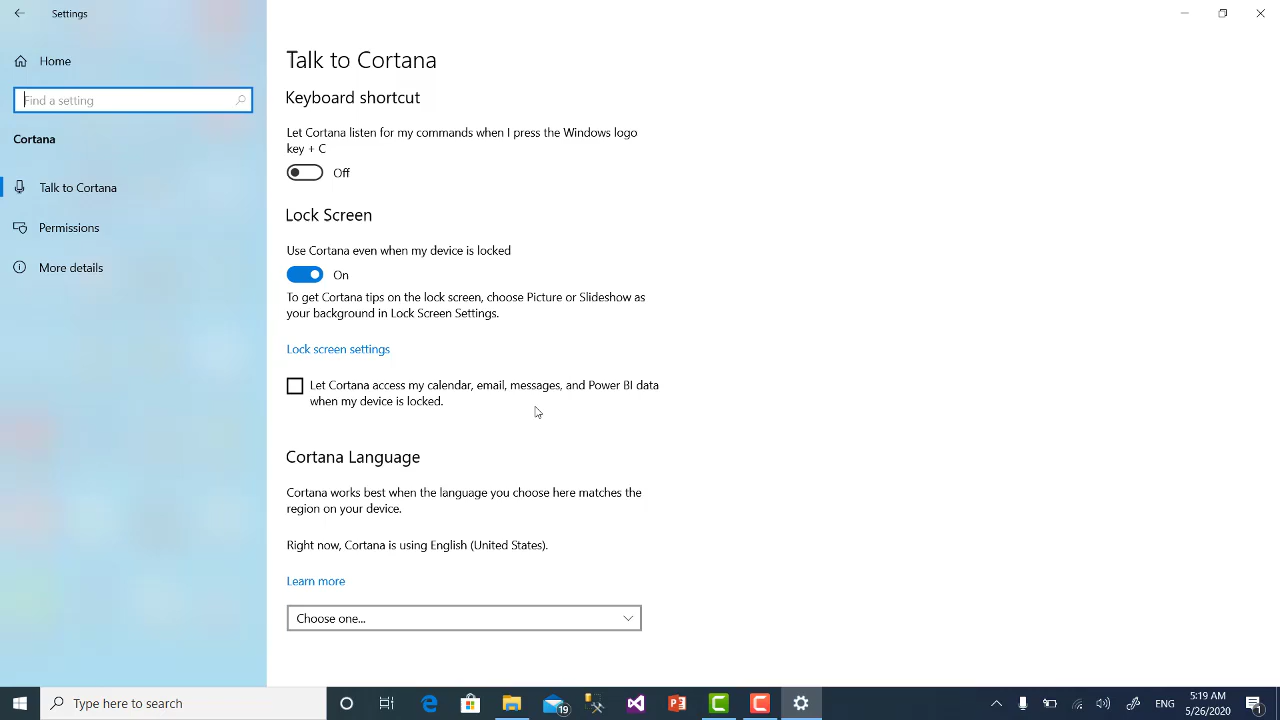 Settings
Home
Find a setting
Cortana
Talk to Cortana
Permissions
More details
Talk to Cortana
Keyboard shortcut
Let Cortana listen for my commands when I press the Windows logo
key + C
Off
Lock Screen
Use Cortana even when my device is locked
On
To get Cortana tips on the lock screen, choose Picture or Slideshow as
your background in Lock Screen Settings.
Lock screen settings
Let Cortana access my calendar, email, messages, and Power BI data
when my device is locked.
Cortana Language
Cortana works best when the language you choose here matches the
region on your device.
Right now, Cortana is using English (United States).
Learn more
Choose one...
Type here to search
19
ENG
5:19 AM
5/26/2020
1